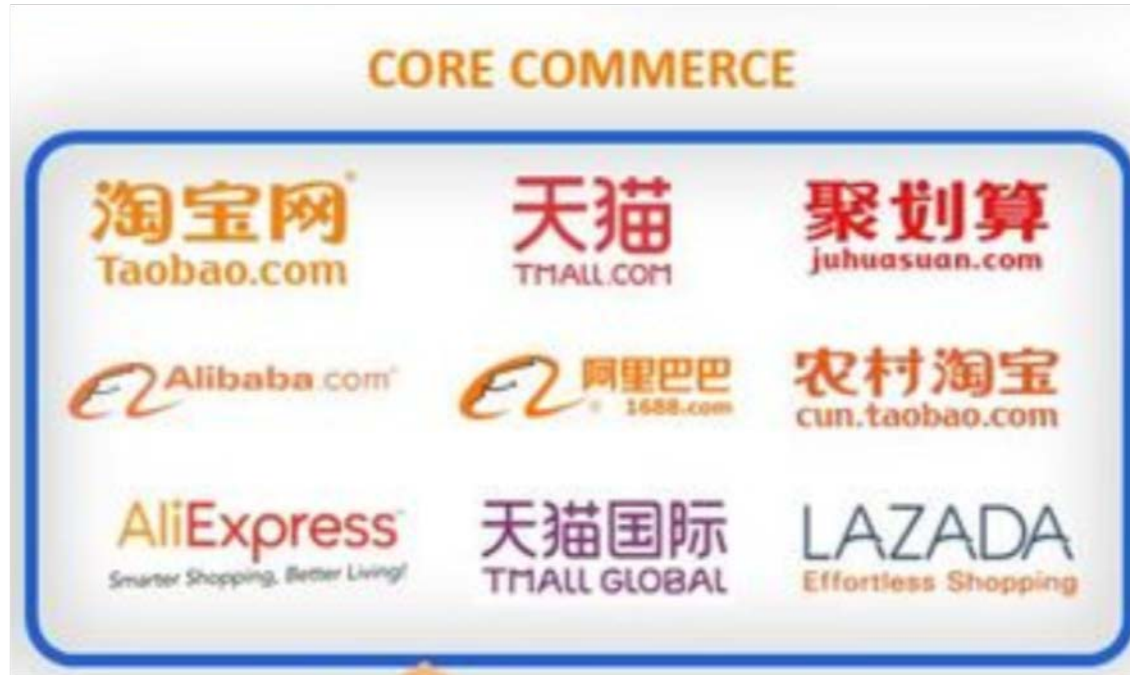 CORE COMMERCE
淘宝网
Taobao.com
天猫
TMALL.COM
聚划算
juhuasuan.com
Alibaba.com
阿里巴巴
1688.com
农村淘宝
cun.taobao.com
AliExpress
Smarter Shopping, Better Living!
天猫国际
TMALL GLOBAL
LAZADA
Effortless Shopping